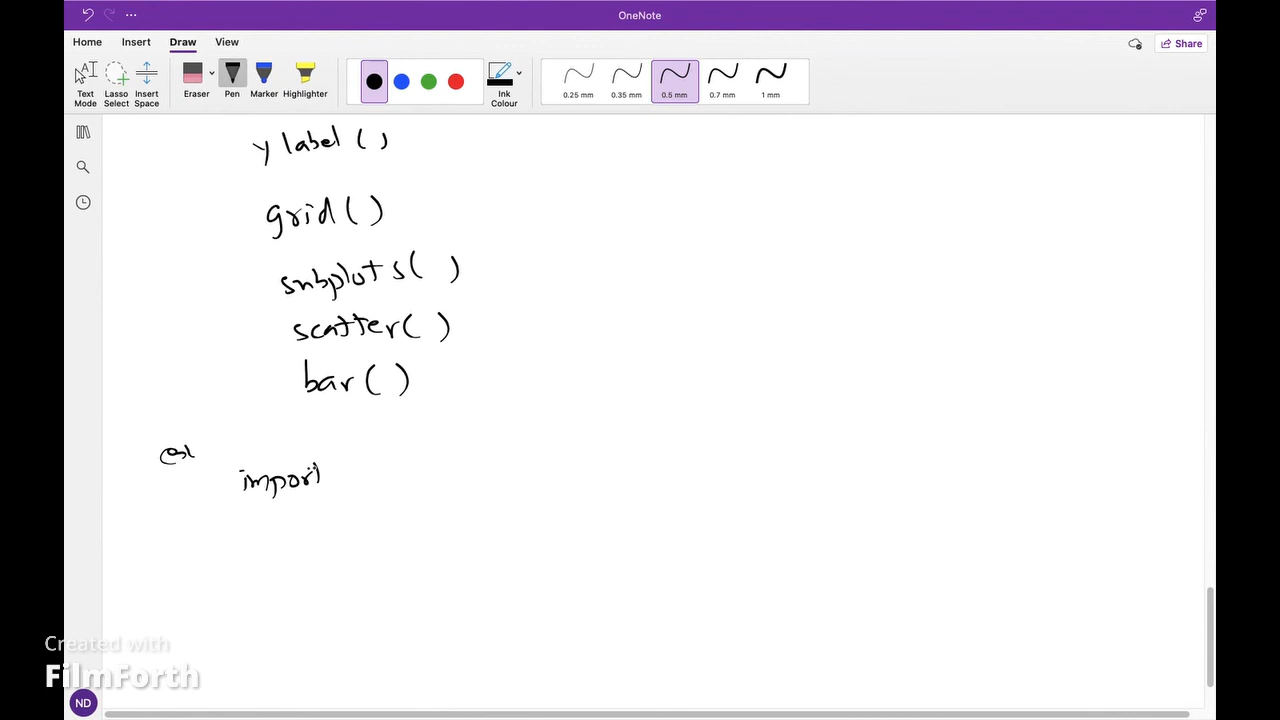 OneNote
Home Insert Draw View
Share
Text Mode
Lasso Select
Insert Space
Eraser
Pen
Marker
Highlighter
Ink Colour
0.25 mm
0.35 mm
0.5 mm
0.7 mm
1 mm
y label ( )
grid ( )
subplots ( )
scatter ( )
bar ( )
import
Created with
FilmForth
ND